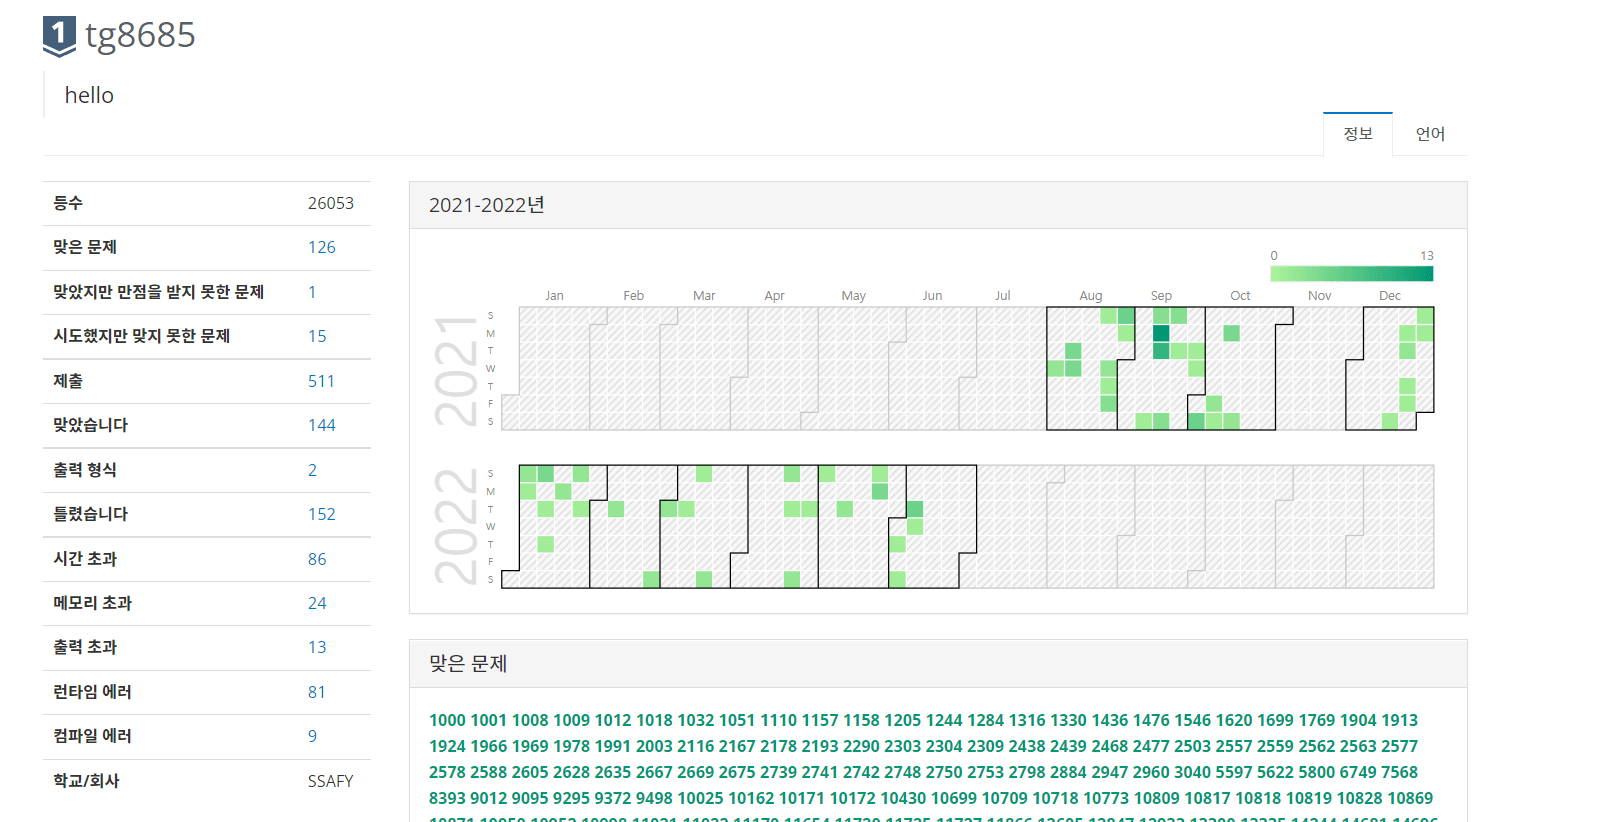 1 tg8685
hello
정보 언어
등수 26053
맞은 문제 126
맞았지만 만점을 받지 못한 문제 1
시도했지만 맞지 못한 문제 15
제출 511
맞았습니다 144
출력 형식 2
틀렸습니다 152
시간 초과 86
메모리 초과 24
출력 초과 13
런타임 에러 81
컴파일 에러 9
학교/회사 SSAFY
2021-2022년
0 13
Jan Feb Mar Apr May Jun Jul Aug Sep Oct Nov Dec
2021
S
M
T
W
T
F
S
2022
S
M
T
W
T
F
S
맞은 문제
1000 1001 1008 1009 1012 1018 1032 1051 1110 1157 1158 1205 1244 1284 1316 1330 1436 1476 1546 1620 1699 1769 1904 1913
1924 1966 1969 1978 1991 2003 2116 2167 2178 2193 2290 2303 2304 2309 2438 2439 2468 2477 2503 2557 2559 2562 2563 2577
2578 2588 2605 2628 2635 2667 2669 2675 2739 2741 2742 2748 2750 2753 2798 2884 2947 2960 3040 5597 5622 5800 6749 7568
8393 9012 9095 9295 9372 9498 10025 10162 10171 10172 10430 10699 10709 10718 10773 10809 10817 10818 10819 10828 10869